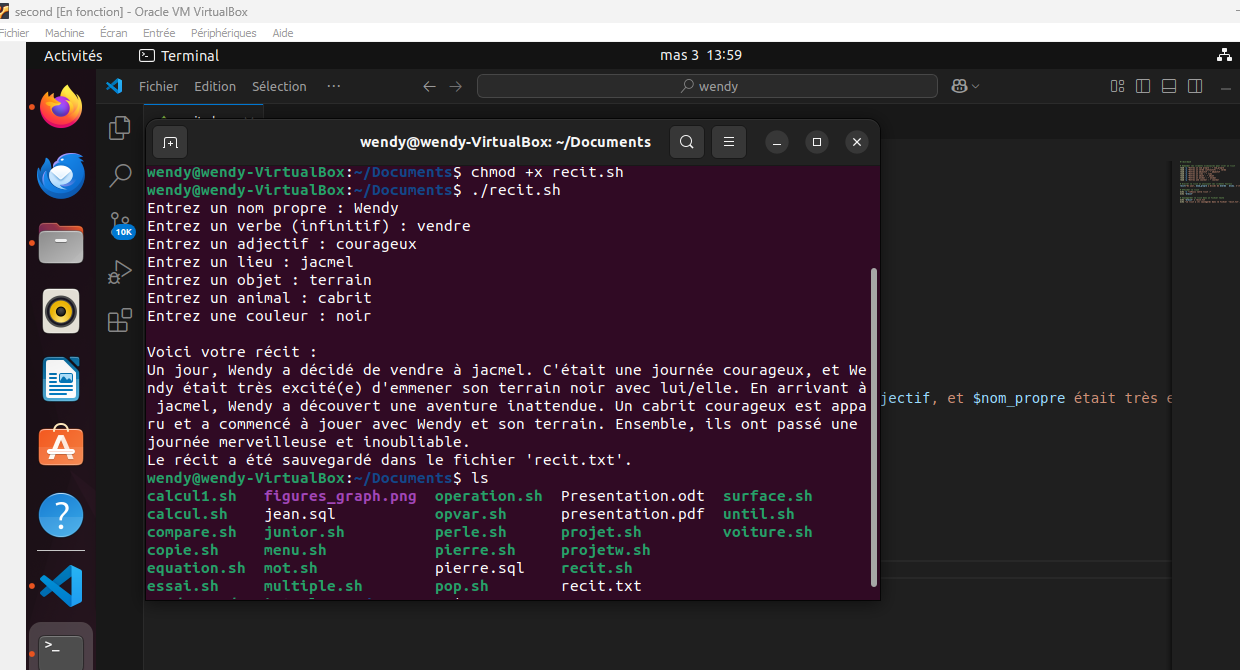 second [En fonction] - Oracle VM VirtualBox
Fichier Machine Écran Entrée Périphériques Aide
Activités Terminal mas 3 13:59
Fichier Edition Sélection ··· wendy
wendy@wendy-VirtualBox: ~/Documents
wendy@wendy-VirtualBox:~/Documents$ chmod +x recit.sh
wendy@wendy-VirtualBox:~/Documents$ ./recit.sh
Entrez un nom propre : Wendy
Entrez un verbe (infinitif) : vendre
Entrez un adjectif : courageux
Entrez un lieu : jacmel
Entrez un objet : terrain
Entrez un animal : cabrit
Entrez une couleur : noir
Voici votre récit :
Un jour, Wendy a décidé de vendre à jacmel. C'était une journée courageux, et We
ndy était très excité(e) d'emmener son terrain noir avec lui/elle. En arrivant à
jacmel, Wendy a découvert une aventure inattendue. Un cabrit courageux est appa
ru et a commencé à jouer avec Wendy et son terrain. Ensemble, ils ont passé une
journée merveilleuse et inoubliable.
Le récit a été sauvegardé dans le fichier 'recit.txt'.
wendy@wendy-VirtualBox:~/Documents$ ls
calcul1.sh figures_graph.png operation.sh Presentation.odt surface.sh
calcul.sh jean.sql opvar.sh presentation.pdf until.sh
compare.sh junior.sh perle.sh projet.sh voiture.sh
copie.sh menu.sh pierre.sh projetw.sh
equation.sh mot.sh pierre.sql recit.sh
essai.sh multiple.sh pop.sh recit.txt
jectif, et $nom_propre était très e
10K